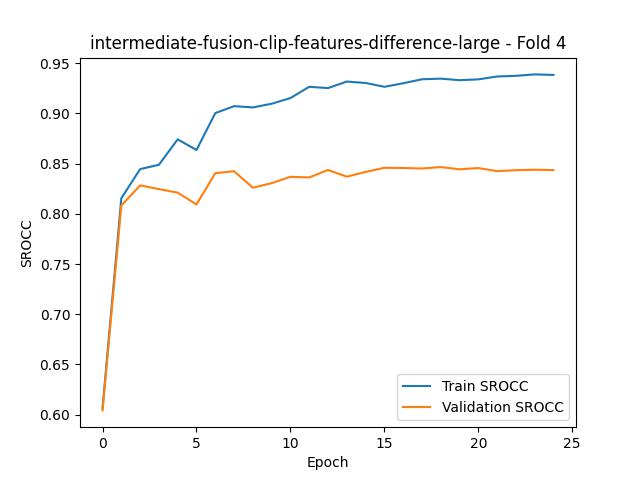 intermediate-fusion-clip-features-difference-large - Fold 4
0.95
0.90
0.85
0.80
0.75
0.70
0.65
0.60
SROCC
Train SROCC
Validation SROCC
0 5 10 15 20 25
Epoch